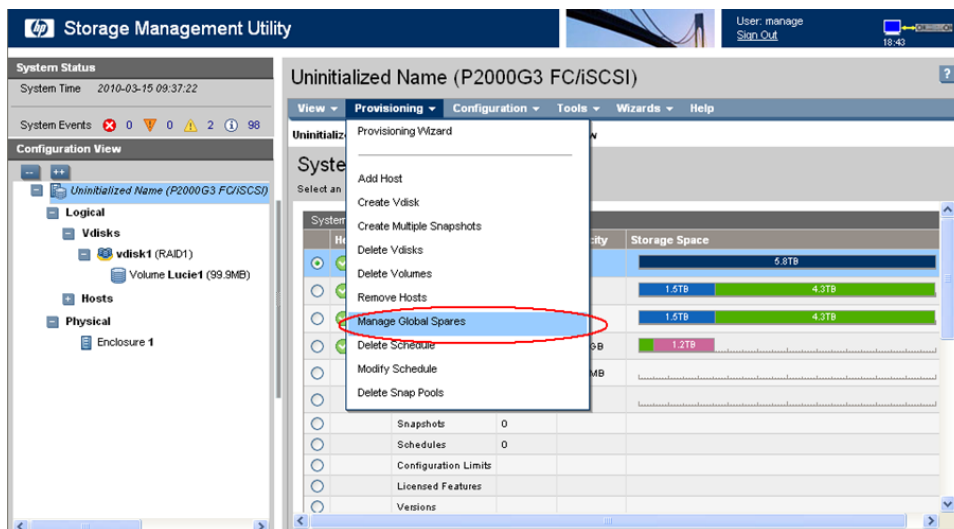 hp Storage Management Utility
User: manage
Sign Out
18:43
System Status
System Time 2010-03-15 09:37:22
System Events 0 0 2 98
Configuration View
Uninitialized Name (P2000G3 FC/iSCSI)
Logical
Vdisks
vdisk1 (RAID1)
Volume Lucie1 (99.9MB)
Hosts
Physical
Enclosure 1
Uninitialized Name (P2000G3 FC/iSCSI)
?
View Provisioning Configuration Tools Wizards Help
Provisioning Wizard
Add Host
Create Vdisk
Create Multiple Snapshots
Delete Vdisks
Delete Volumes
Remove Hosts
Manage Global Spares
Delete Schedule
Modify Schedule
Delete Snap Pools
Storage Space
5.8TB
1.5TB 4.3TB
1.5TB 4.3TB
1.2TB
Snapshots 0
Schedules 0
Configuration Limits
Licensed Features
Versions